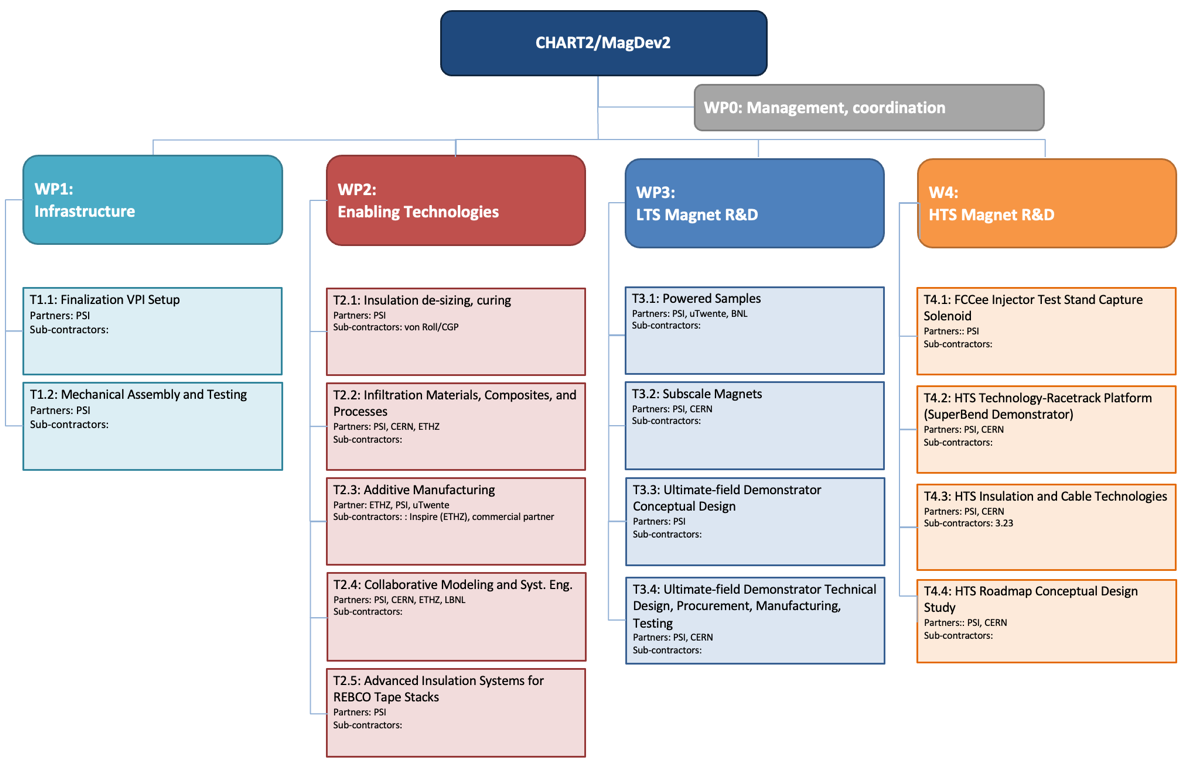 CHART2/MagDev2
WP0: Management, coordination
WP1:
Infrastructure
T1.1: Finalization VPI Setup
Partners: PSI
Sub-contractors:
T1.2: Mechanical Assembly and Testing
Partners: PSI
Sub-contractors:
WP2:
Enabling Technologies
T2.1: Insulation de-sizing, curing
Partners: PSI
Sub-contractors: von Roll/CGP
T2.2: Infiltration Materials, Composites, and
Processes
Partners: PSI, CERN, ETHZ
Sub-contractors:
T2.3: Additive Manufacturing
Partner: ETHZ, PSI, uTwente
Sub-contractors: : Inspire (ETHZ), commercial partner
T2.4: Collaborative Modeling and Syst. Eng.
Partners: PSI, CERN, ETHZ, LBNL
Sub-contractors:
T2.5: Advanced Insulation Systems for
REBCO Tape Stacks
Partners: PSI
Sub-contractors:
WP3:
LTS Magnet R&D
T3.1: Powered Samples
Partners: PSI, uTwente, BNL
Sub-contractors:
T3.2: Subscale Magnets
Partners: PSI, CERN
Sub-contractors:
T3.3: Ultimate-field Demonstrator
Conceptual Design
Partners: PSI
Sub-contractors:
T3.4: Ultimate-field Demonstrator Technical
Design, Procurement, Manufacturing,
Testing
Partners: PSI, CERN
Sub-contractors:
W4:
HTS Magnet R&D
T4.1: FCCee Injector Test Stand Capture
Solenoid
Partners:: PSI
Sub-contractors:
T4.2: HTS Technology-Racetrack Platform
(SuperBend Demonstrator)
Partners: PSI, CERN
Sub-contractors:
T4.3: HTS Insulation and Cable Technologies
Partners: PSI, CERN
Sub-contractors: 3.23
T4.4: HTS Roadmap Conceptual Design
Study
Partners:: PSI, CERN
Sub-contractors: